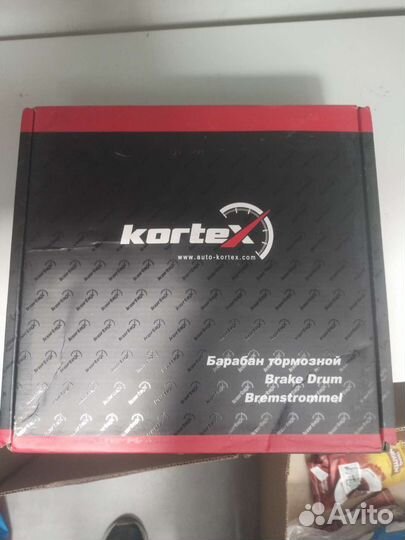 kortex
www.auto-kortex.com
Барабан тормозной
Brake Drum
Bremstrommel
Avito